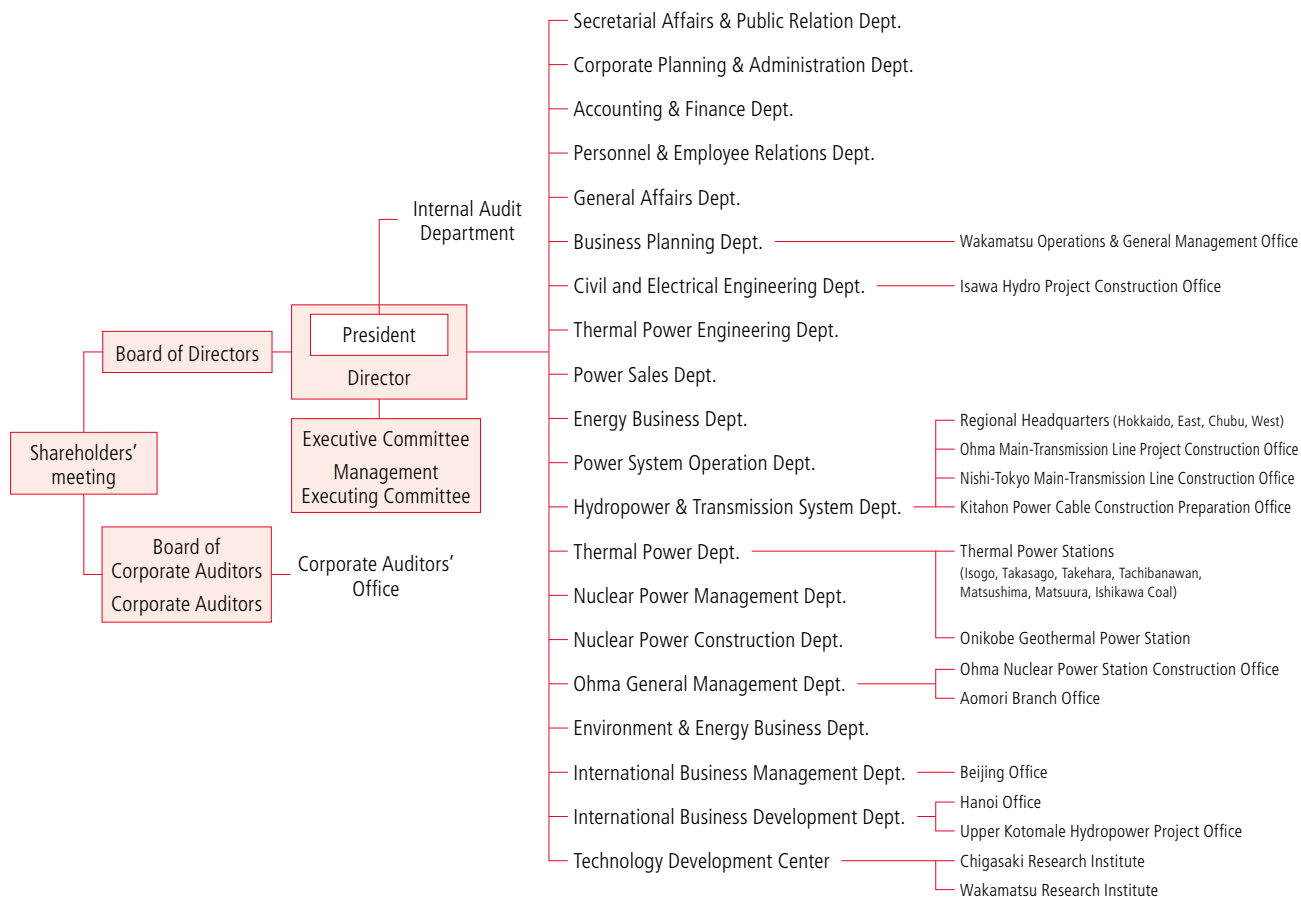 Shareholders'
meeting
Board of Directors
Board of
Corporate Auditors
Corporate Auditors
Corporate Auditors'
Office
President
Director
Executive Committee
Management
Executing Committee
Internal Audit
Department
Secretarial Affairs & Public Relation Dept.
Corporate Planning & Administration Dept.
Accounting & Finance Dept.
Personnel & Employee Relations Dept.
General Affairs Dept.
Business Planning Dept.
Wakamatsu Operations & General Management Office
Civil and Electrical Engineering Dept.
Isawa Hydro Project Construction Office
Thermal Power Engineering Dept.
Power Sales Dept.
Energy Business Dept.
Power System Operation Dept.
Hydropower & Transmission System Dept.
Regional Headquarters (Hokkaido, East, Chubu, West)
Ohma Main-Transmission Line Project Construction Office
Nishi-Tokyo Main-Transmission Line Construction Office
Kitahon Power Cable Construction Preparation Office
Thermal Power Dept.
Thermal Power Stations
(Isogo, Takasago, Takehara, Tachibanawan,
Matsushima, Matsuura, Ishikawa Coal)
Onikobe Geothermal Power Station
Nuclear Power Management Dept.
Nuclear Power Construction Dept.
Ohma General Management Dept.
Ohma Nuclear Power Station Construction Office
Aomori Branch Office
Environment & Energy Business Dept.
International Business Management Dept.
Beijing Office
International Business Development Dept.
Hanoi Office
Upper Kotomale Hydropower Project Office
Technology Development Center
Chigasaki Research Institute
Wakamatsu Research Institute